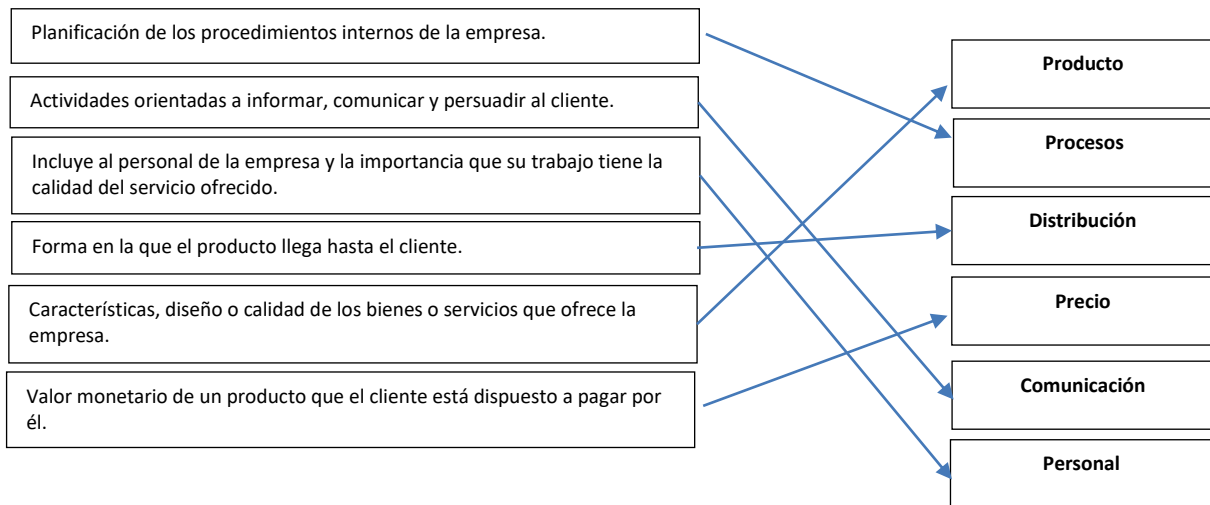 Planificación de los procedimientos internos de la empresa.
Actividades orientadas a informar, comunicar y persuadir al cliente.
Incluye al personal de la empresa y la importancia que su trabajo tiene la
calidad del servicio ofrecido.
Forma en la que el producto llega hasta el cliente.
Características, diseño o calidad de los bienes o servicios que ofrece la
empresa.
Valor monetario de un producto que el cliente está dispuesto a pagar por
él.
Producto
Procesos
Distribución
Precio
Comunicación
Personal